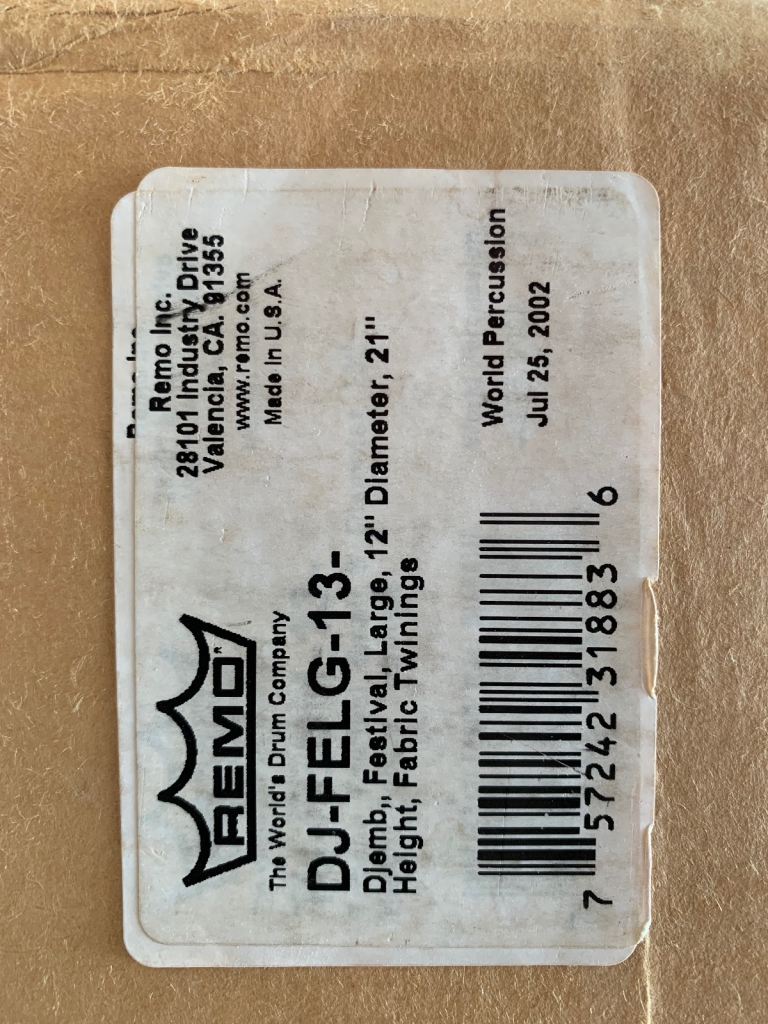 REMO®
The World's Drum Company
Remo Inc.
28101 Industry Drive
Valencia, CA. 91355
www.remo.com
Made In U.S.A.
DJ-FELG-13-
Djemb,, Festival, Large, 12" Diameter, 21"
Height, Fabric Twinings
World Percussion
Jul 25, 2002
7 57242 31883 6
Remo Inc.